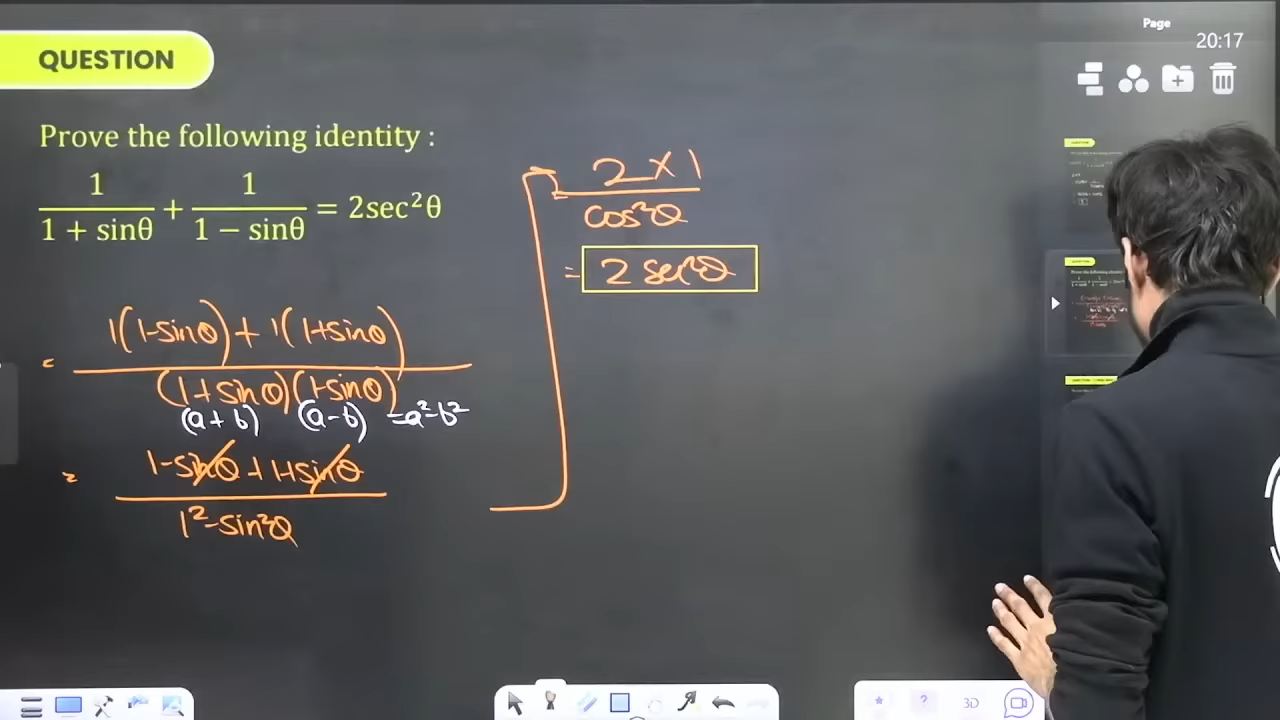 Page
20:17
QUESTION
Prove the following identity :
1/(1 + sinθ) + 1/(1 − sinθ) = 2sec²θ
= 1(1-sinθ) + 1(1+sinθ)
(1+sinθ)(1-sinθ)
(a+b) (a-b) =a²-b²
= 1-sinθ + 1+sinθ
1²-sin²θ
2×1
cos²θ
= 2 sec²θ
3D